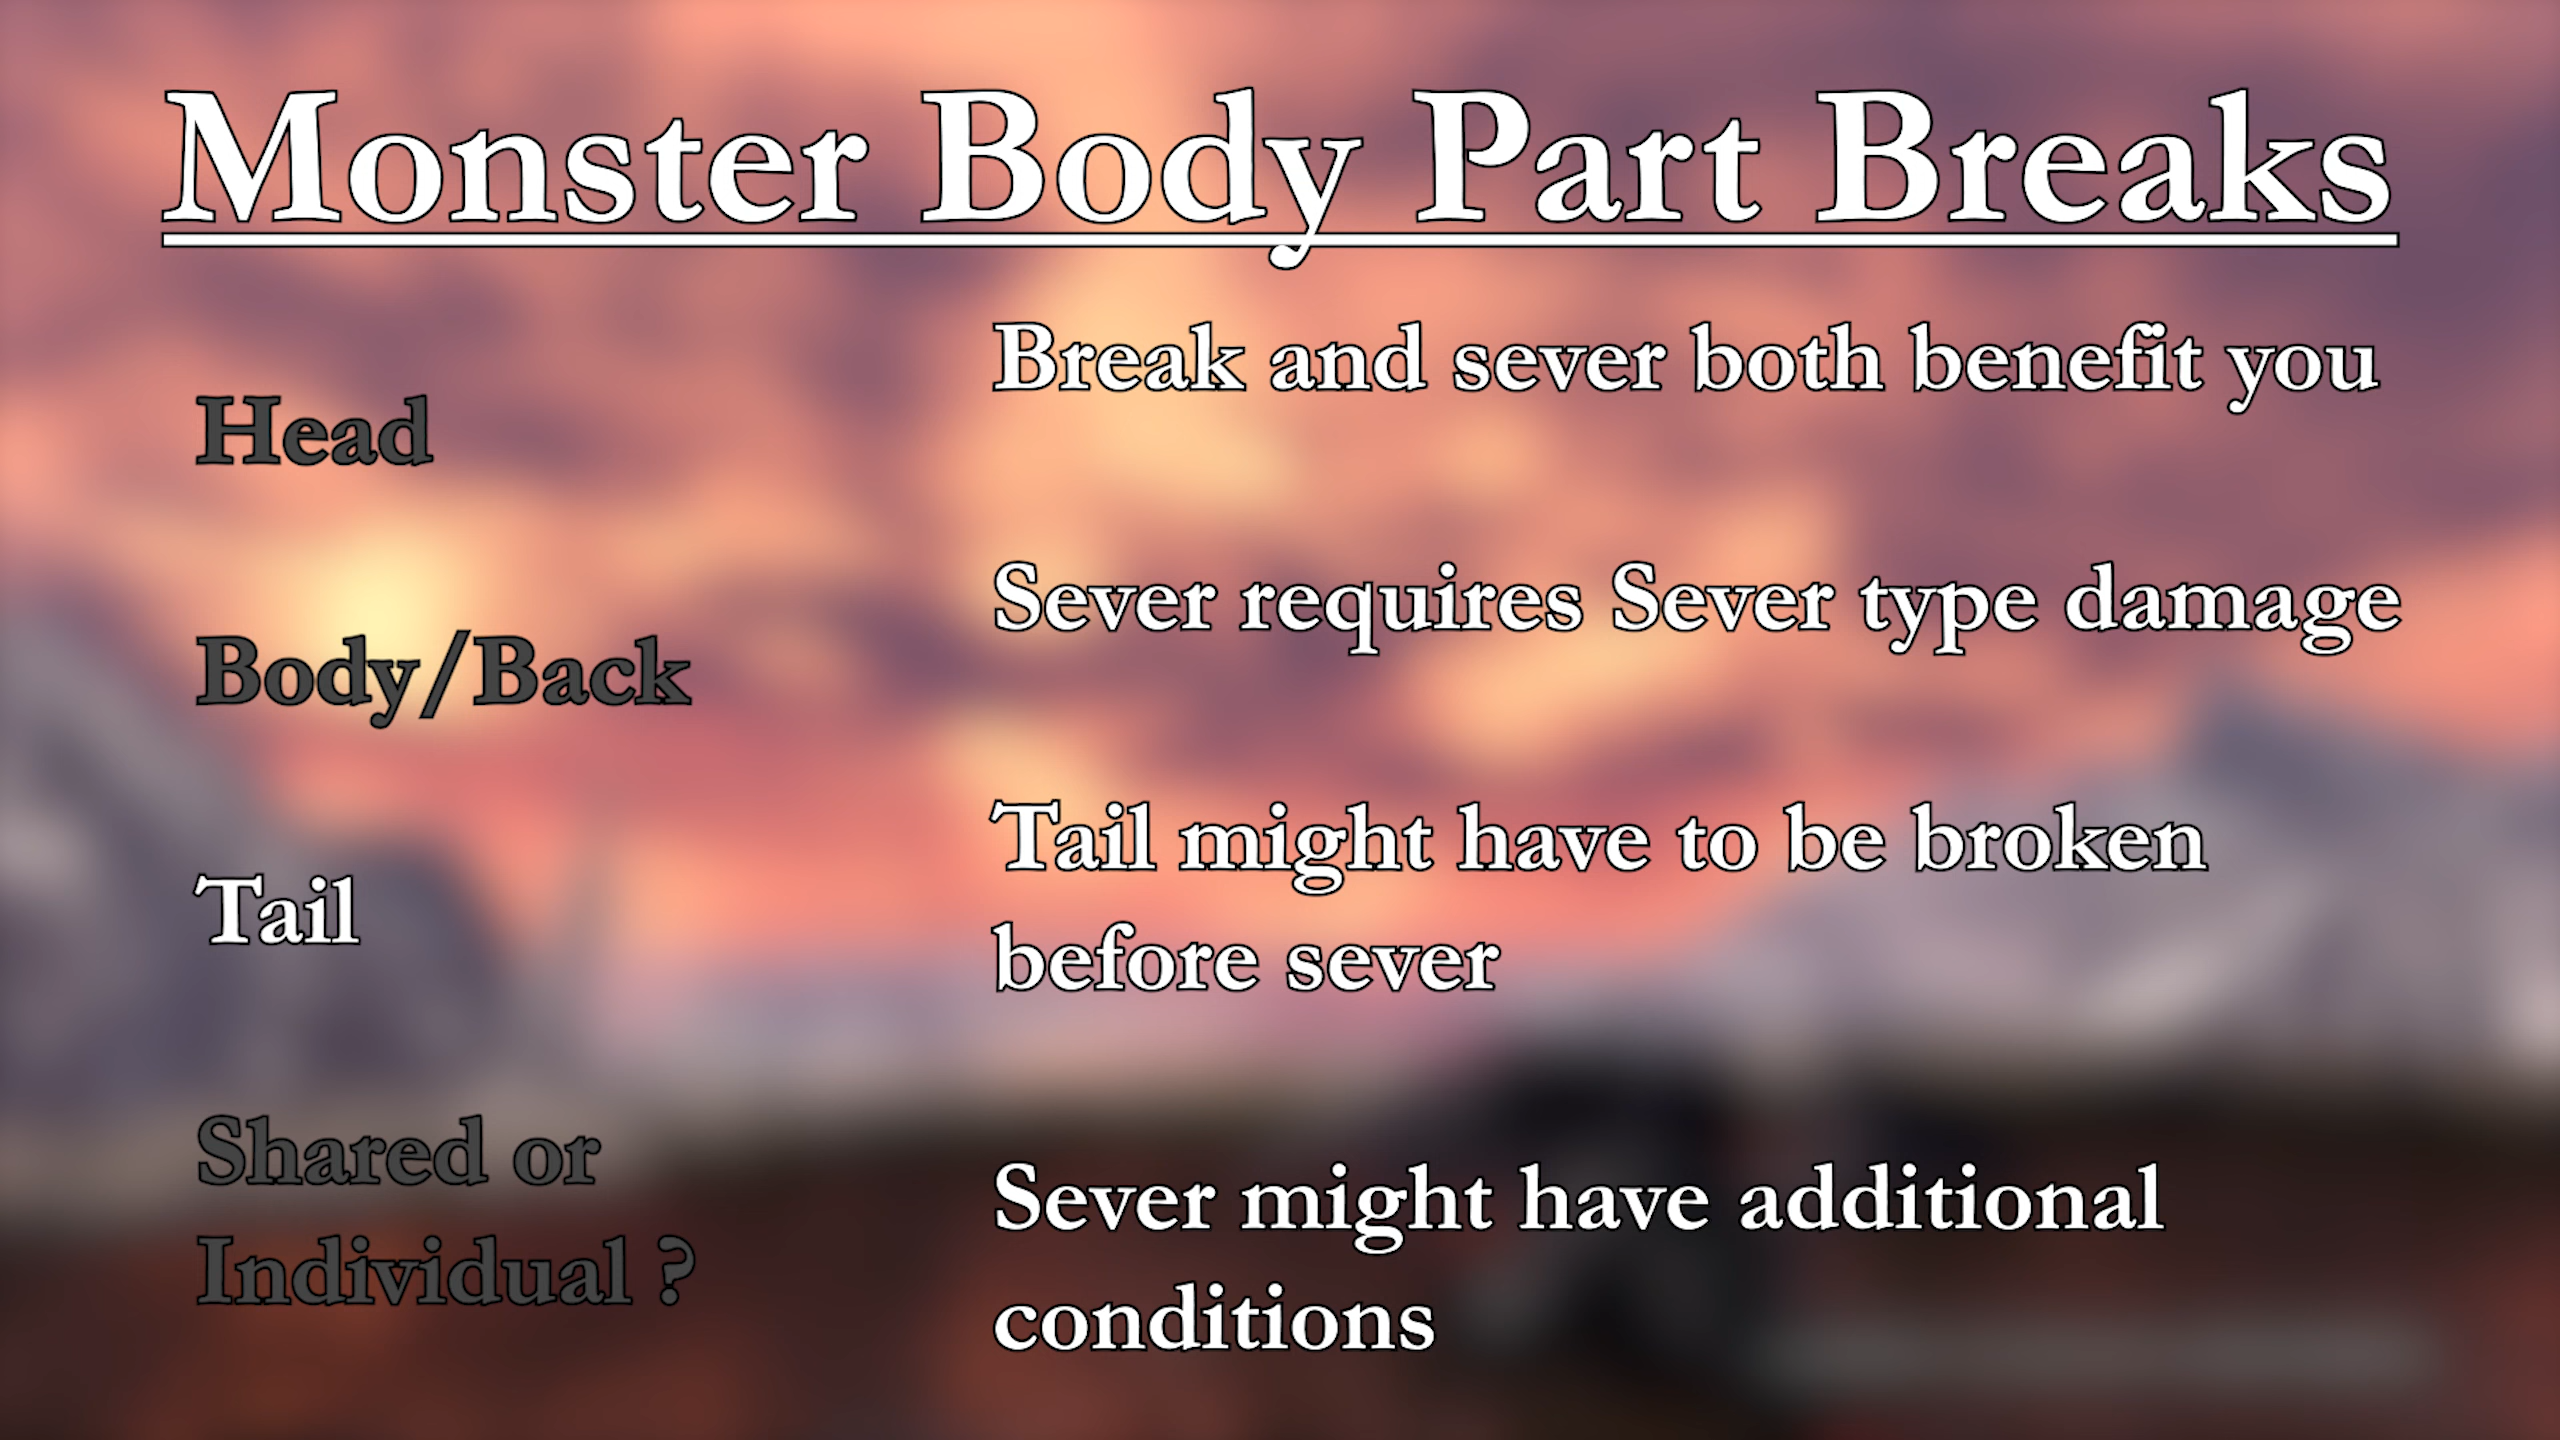 Monster Body Part Breaks
Head
Body/Back
Tail
Shared or
Individual ?
Break and sever both benefit you
Sever requires Sever type damage
Tail might have to be broken
before sever
Sever might have additional
conditions